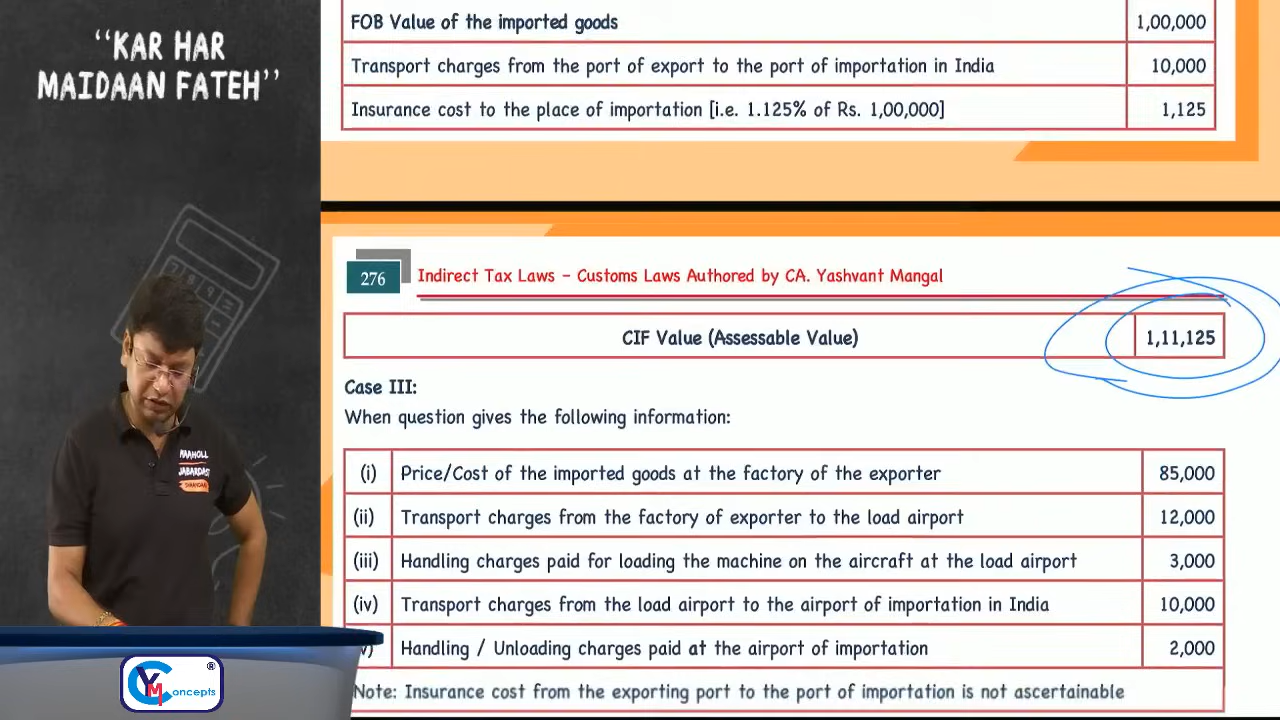 “KAR HAR
MAIDAAN FATEH”
FOB Value of the imported goods 1,00,000
Transport charges from the port of export to the port of importation in India 10,000
Insurance cost to the place of importation [i.e. 1.125% of Rs. 1,00,000] 1,125
276 Indirect Tax Laws – Customs Laws Authored by CA. Yashvant Mangal
CIF Value (Assessable Value) 1,11,125
Case III:
When question gives the following information:
(i) Price/Cost of the imported goods at the factory of the exporter 85,000
(ii) Transport charges from the factory of exporter to the load airport 12,000
(iii) Handling charges paid for loading the machine on the aircraft at the load airport 3,000
(iv) Transport charges from the load airport to the airport of importation in India 10,000
v) Handling / Unloading charges paid at the airport of importation 2,000
Note: Insurance cost from the exporting port to the port of importation is not ascertainable
MAAHOLL
JABARDAST
YM Concepts ®